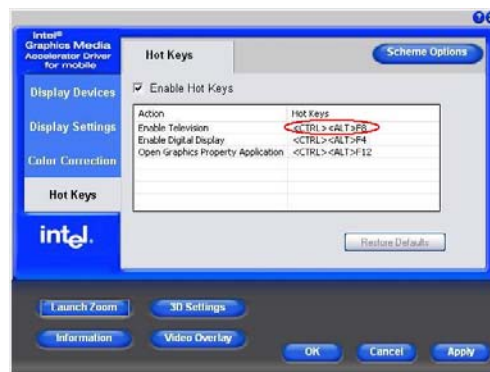 Intel®
Graphics Media
Accelerator Driver
for mobile
Hot Keys
Scheme Options
Display Devices
Display Settings
Color Correction
Hot Keys
Enable Hot Keys
Action Hot Keys
Enable Television <CTRL><ALT>F6
Enable Digital Display <CTRL><ALT>F4
Open Graphics Property Application <CTRL><ALT>F12
intel.
Restore Defaults
Launch Zoom 3D Settings
Information Video Overlay
OK Cancel Apply